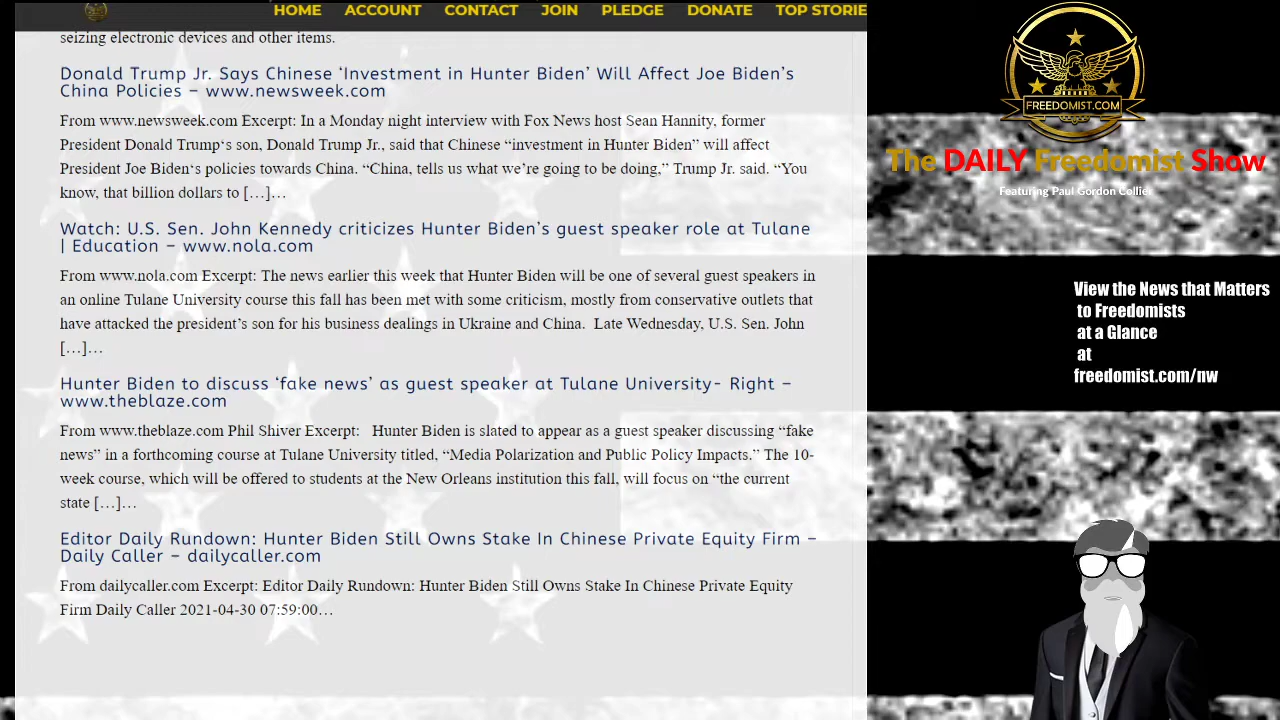 HOME ACCOUNT CONTACT JOIN PLEDGE DONATE TOP STORIE
seizing electronic devices and other items.
Donald Trump Jr. Says Chinese ‘Investment in Hunter Biden’ Will Affect Joe Biden’s
China Policies – www.newsweek.com
From www.newsweek.com Excerpt: In a Monday night interview with Fox News host Sean Hannity, former
President Donald Trump‘s son, Donald Trump Jr. said that Chinese “investment in Hunter Biden” will affect
President Joe Biden‘s policies towards China. “China, tell us what we’re going to be doing,” Trump Jr. said. “You
know, that billion dollars to […]…
Watch: U.S. Sen. John Kennedy criticizes Hunter Biden’s guest speaker role at Tulane
| Education – www.nola.com
From www.nola.com Excerpt: The news earlier this week that Hunter Biden will be one of several guest speakers in
an online Tulane University course this fall has been met with some criticism, mostly from conservative outlets that
have attacked the president’s son for his business dealings in Ukraine and China. Late Wednesday, U.S. Sen. John
[…]…
Hunter Biden to discuss ‘fake news’ as guest speaker at Tulane University- Right –
www.theblaze.com
From www.theblaze.com Phil Shiver Excerpt: Hunter Biden is slated to appear as a guest speaker discussing “fake
news” in a forthcoming course at Tulane University titled, “Media Polarization and Public Policy Impacts.” The 10-
week course, which will be offered to students at the New Orleans institution this fall, will focus on “the current
state […]…
Editor Daily Rundown: Hunter Biden Still Owns Stake In Chinese Private Equity Firm –
Daily Caller – dailycaller.com
From dailycaller.com Excerpt: Editor Daily Rundown: Hunter Biden Still Owns Stake In Chinese Private Equity
Firm Daily Caller 2021-04-30 07:59:00…
FREEDOMIST.COM
The DAILY Freedomist Show
Featuring Paul Gordon Collie
View the News that Matters
to Freedomists
at a Glance
at
freedomist.com/nw